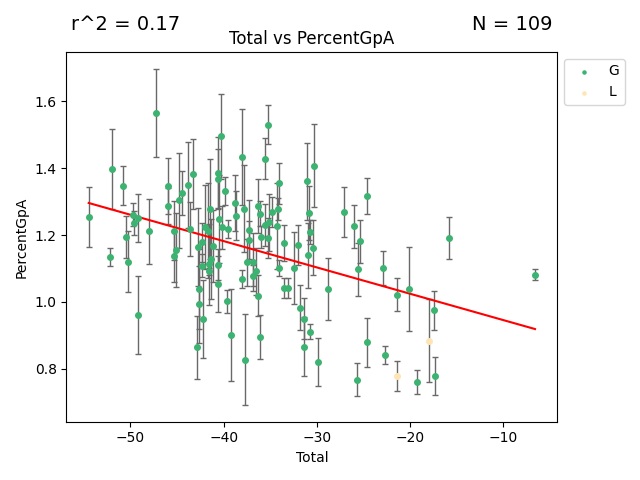 r^2 = 0.17
N = 109
Total vs PercentGpA
G
L
PercentGpA
1.6
1.4
1.2
1.0
0.8
−50
−40
−30
−20
−10
Total